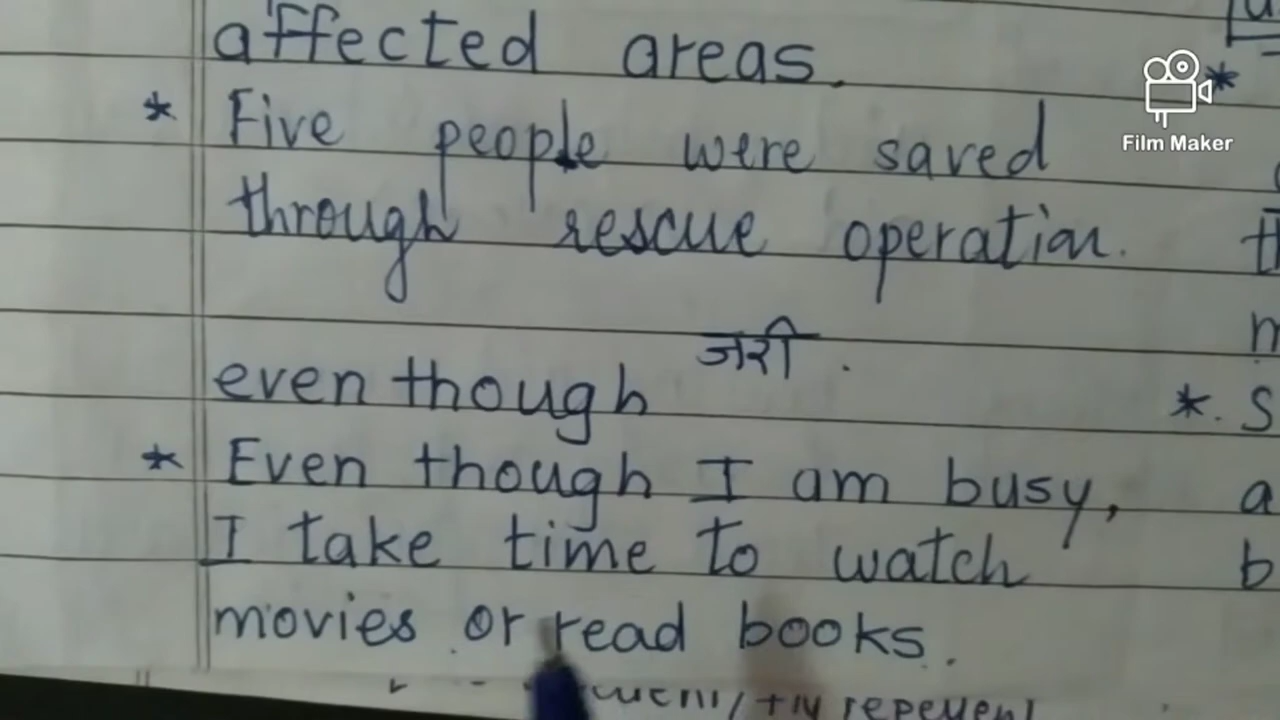 affected areas.
* Five people were saved
through rescue operation.
even though जरी.
* Even though I am busy,
I take time to watch
movies or read books.
Film Maker